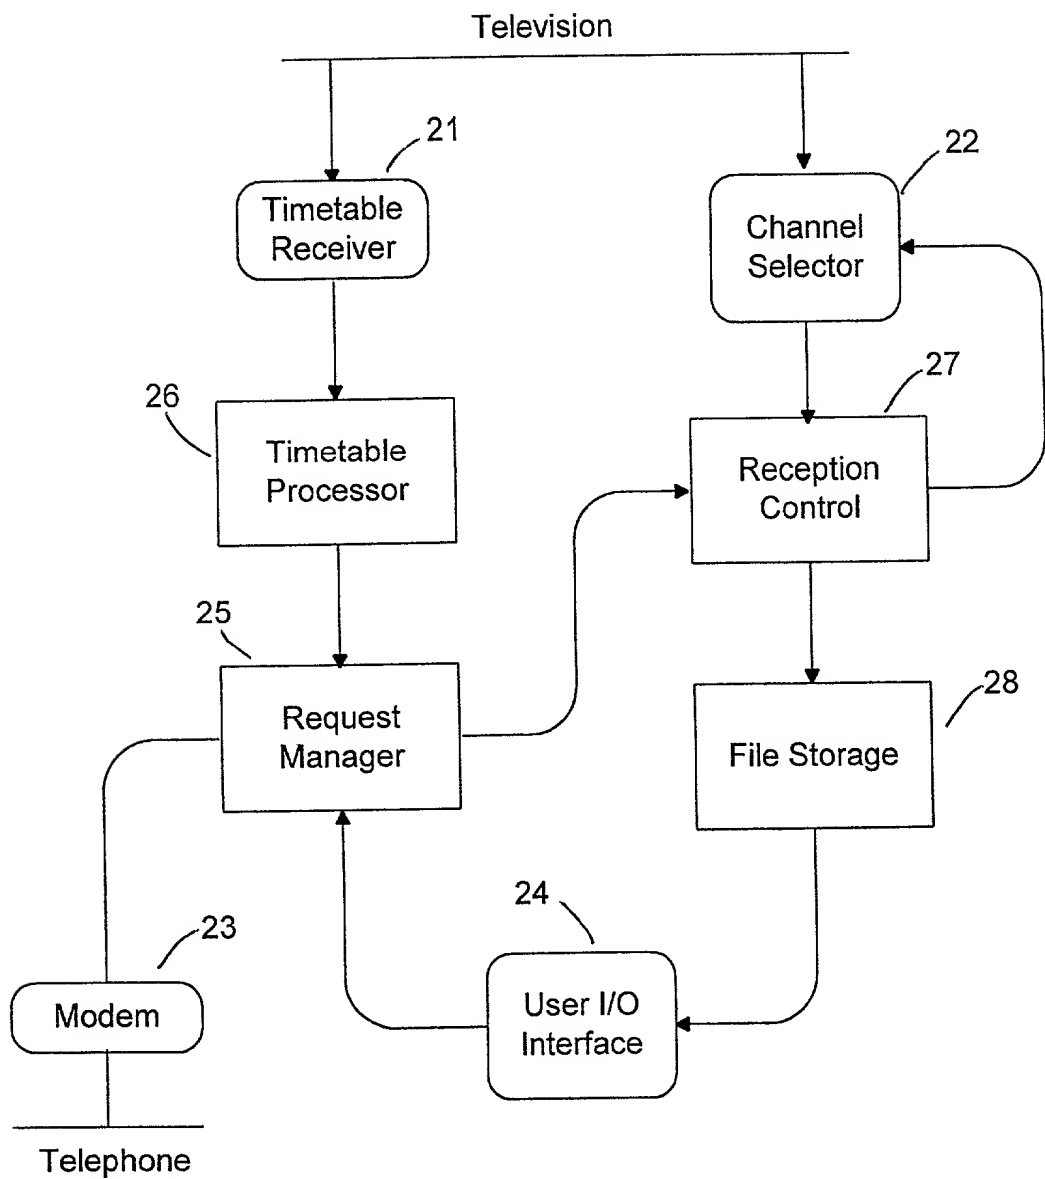 Television
21
22
Timetable
Receiver
Channel
Selector
27
26
Timetable
Processor
Reception
Control
25
28
Request
Manager
File Storage
24
23
User I/O
Interface
Modem
Telephone